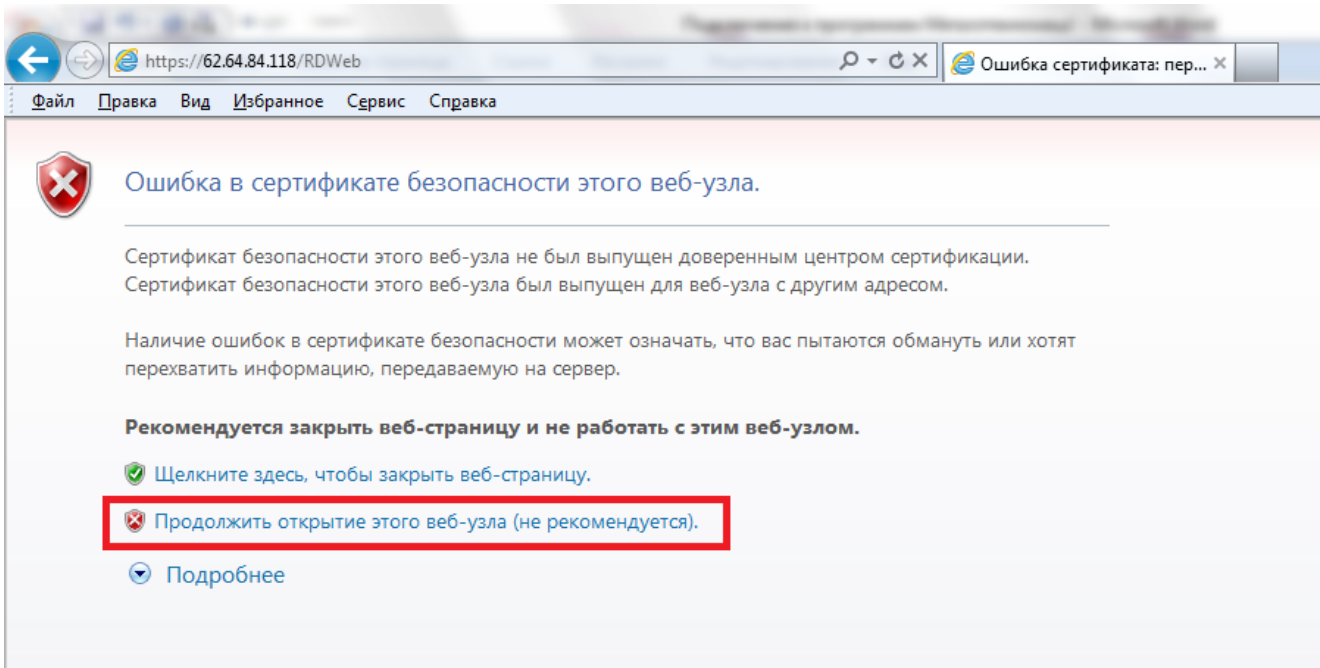 https://62.64.84.118/RDWeb
Ошибка сертификата: пер...
Файл Правка Вид Избранное Сервис Справка
Ошибка в сертификате безопасности этого веб-узла.
Сертификат безопасности этого веб-узла не был выпущен доверенным центром сертификации.
Сертификат безопасности этого веб-узла был выпущен для веб-узла с другим адресом.
Наличие ошибок в сертификате безопасности может означать, что вас пытаются обмануть или хотят
перехватить информацию, передаваемую на сервер.
Рекомендуется закрыть веб-страницу и не работать с этим веб-узлом.
Щелкните здесь, чтобы закрыть веб-страницу.
Продолжить открытие этого веб-узла (не рекомендуется).
Подробнее